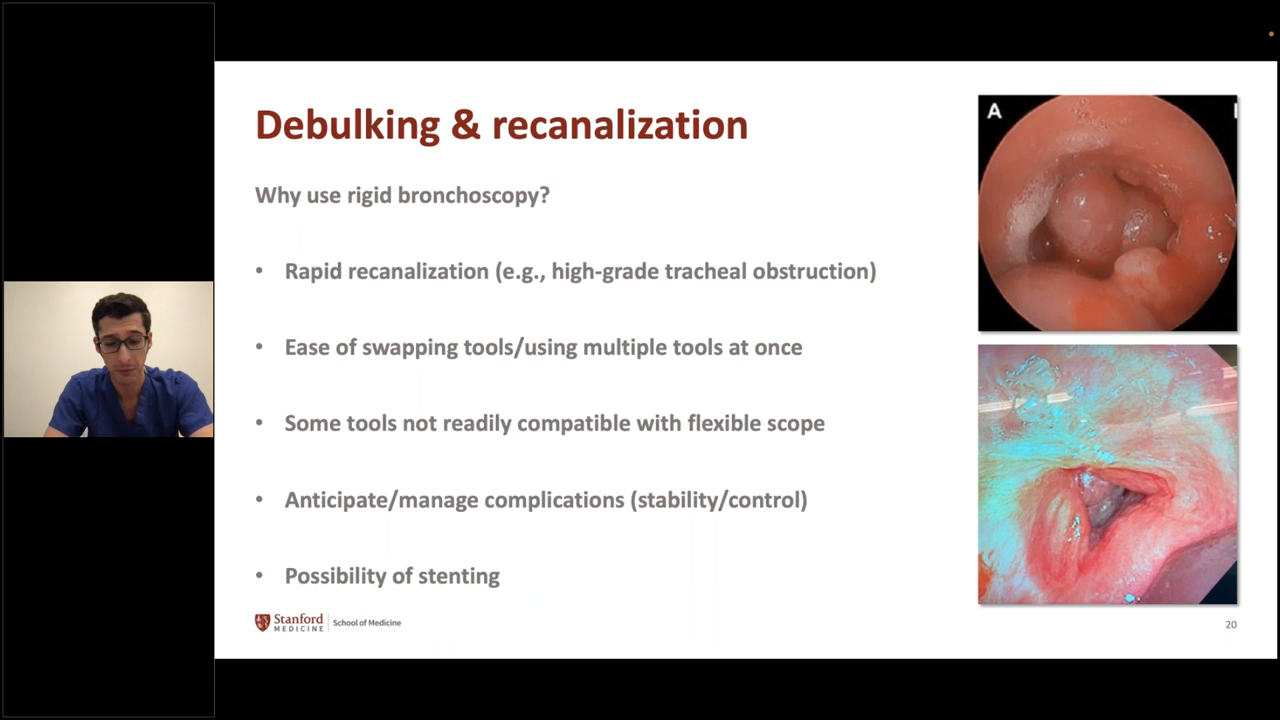 Debulking & recanalization
Why use rigid bronchoscopy?
• Rapid recanalization (e.g., high-grade tracheal obstruction)
• Ease of swapping tools/using multiple tools at once
• Some tools not readily compatible with flexible scope
• Anticipate/manage complications (stability/control)
• Possibility of stenting
A
Stanford
MEDICINE
School of Medicine
20